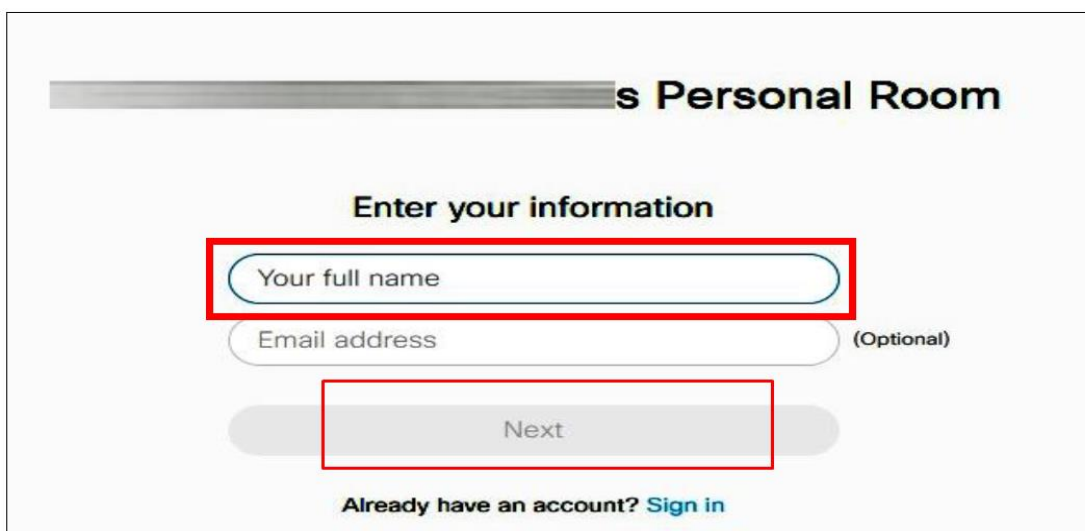 s Personal Room
Enter your information
Your full name
Email address
(Optional)
Next
Already have an account? Sign in